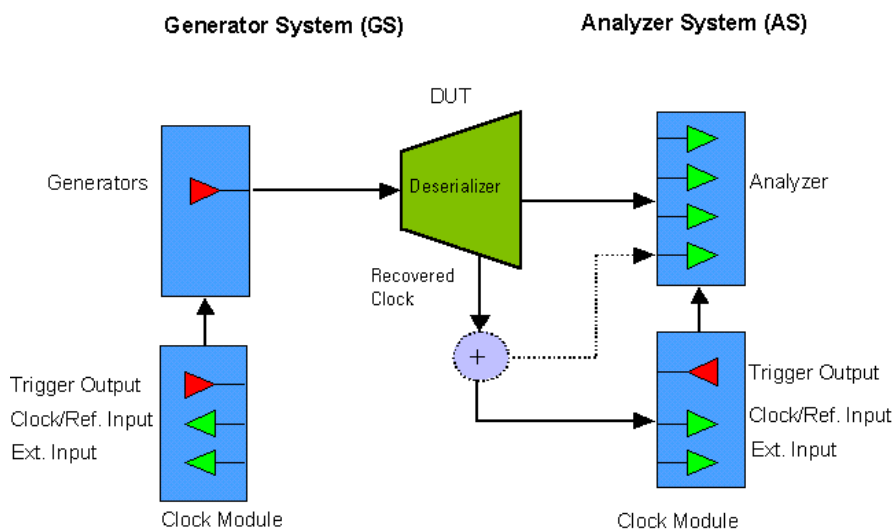 Generator System (GS)
Analyzer System (AS)
DUT
Generators
Deserializer
Analyzer
Recovered
Clock
+
Trigger Output
Clock/Ref. Input
Ext. Input
Clock Module
Trigger Output
Clock/Ref. Input
Ext. Input
Clock Module